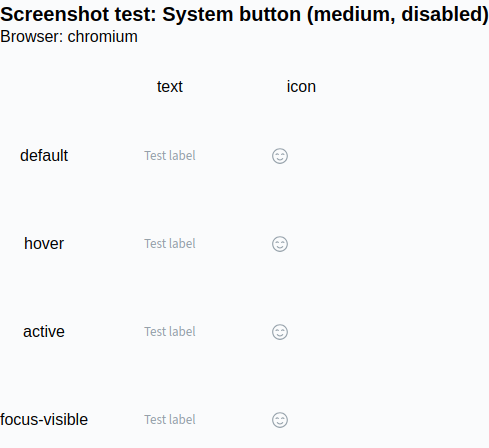 Screenshot test: System button (medium, disabled)
Browser: chromium
text icon
default Test label
hover Test label
active Test label
focus-visible Test label